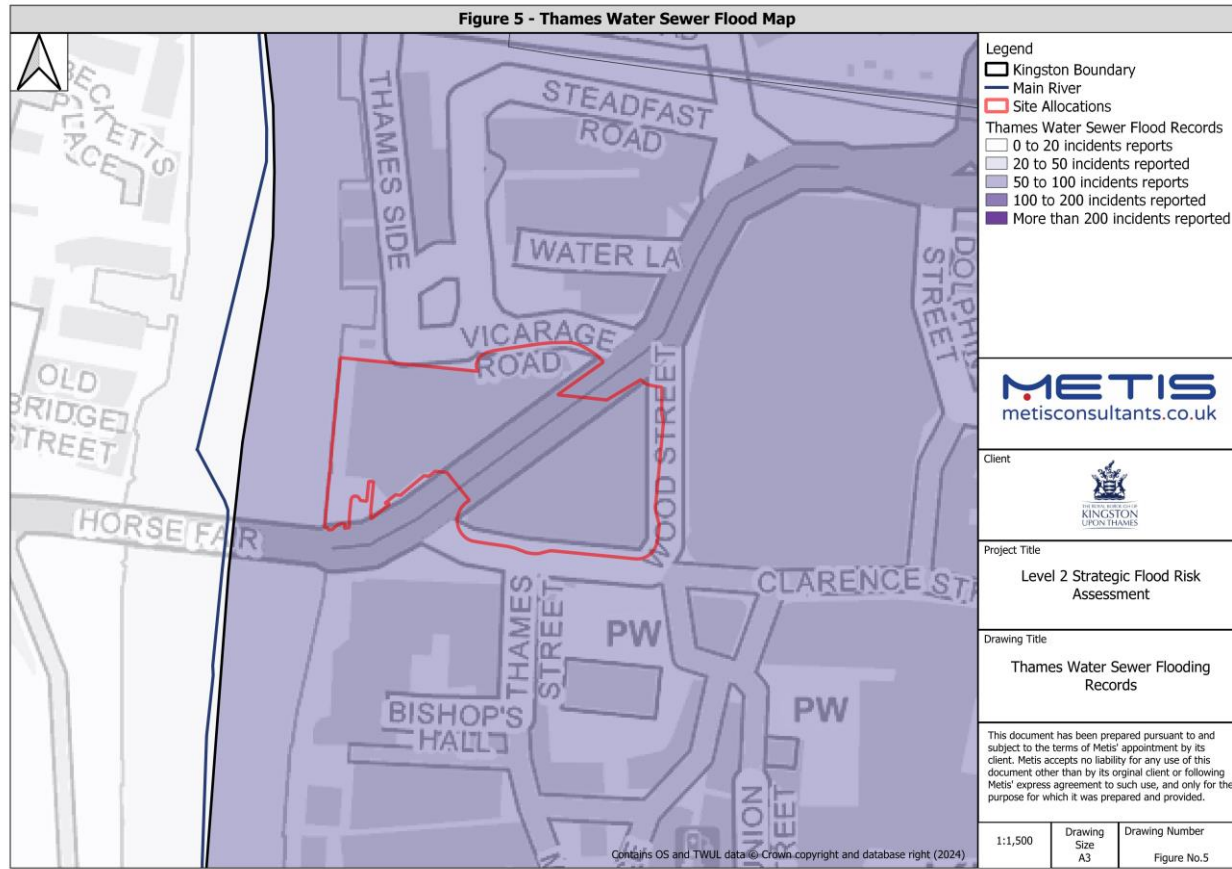 Figure 5 - Thames Water Sewer Flood Map
BECKETTS
PLACE
THAMES SIDE
STEADFAST
ROAD
WATER LA
DOLPHIN
STREET
VICARAGE
ROAD
OLD
BRIDGE
STREET
WOOD STREET
HORSE FAIR
CLARENCE STR
THAMES
STREET
PW
BISHOP'S
HALL
PW
UNION
STREET
Contains OS and TWUL data © Crown copyright and database right (2024)
Legend
Kingston Boundary
Main River
Site Allocations
Thames Water Sewer Flood Records
0 to 20 incidents reports
20 to 50 incidents reported
50 to 100 incidents reports
100 to 200 incidents reported
More than 200 incidents reported
METIS
metisconsultants.co.uk
Client
THE ROYAL BOROUGH OF
KINGSTON
UPON THAMES
Project Title
Level 2 Strategic Flood Risk
Assessment
Drawing Title
Thames Water Sewer Flooding
Records
This document has been prepared pursuant to and
subject to the terms of Metis' appointment by its
client. Metis accepts no liability for any use of this
document other than by its orginal client or following
Metis' express agreement to such use, and only for the
purpose for which it was prepared and provided.
1:1,500
Drawing
Size
A3
Drawing Number
Figure No.5